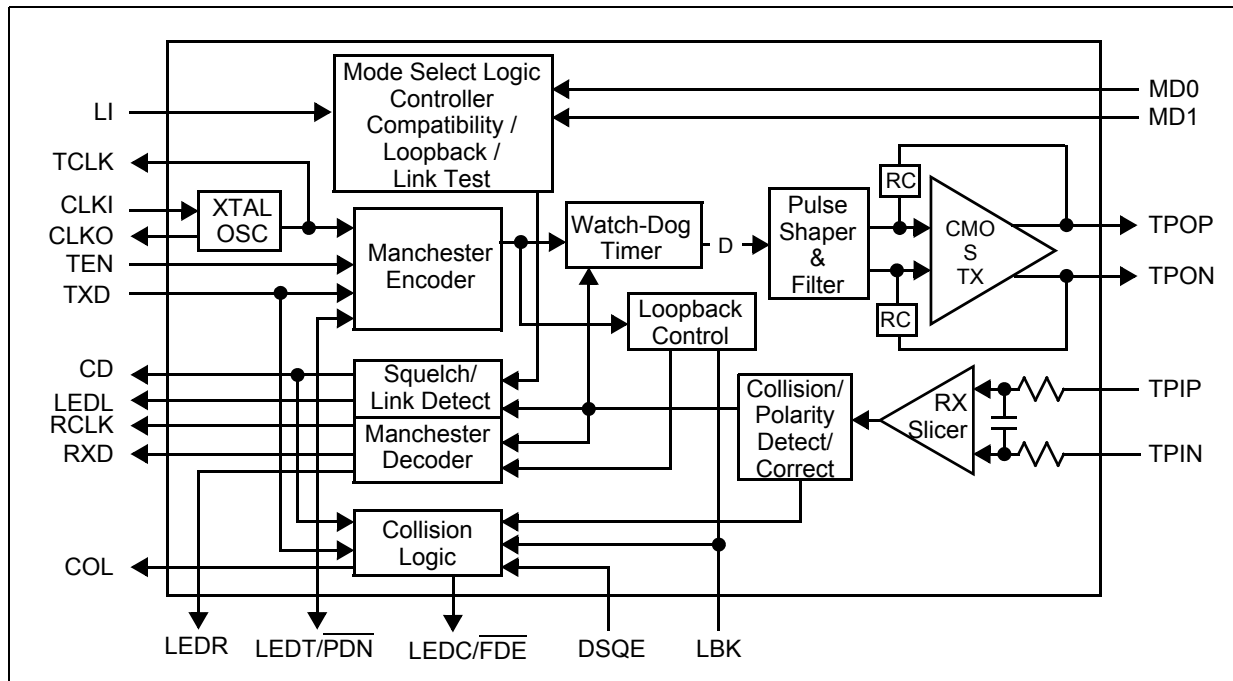 Mode Select Logic
Controller
Compatibility /
Loopback /
Link Test
LI
MD0
MD1
TCLK
CLKI
CLKO
XTAL
OSC
TEN
TXD
Manchester
Encoder
Watch-Dog
Timer
D
Pulse
Shaper
&
Filter
RC
CMO
S
TX
RC
TPOP
TPON
Loopback
Control
CD
LEDL
RCLK
RXD
Squelch/
Link Detect
Manchester
Decoder
Collision/
Polarity
Detect/
Correct
RX
Slicer
TPIP
TPIN
Collision
Logic
COL
LEDR
LEDT/PDN
LEDC/FDE
DSQE
LBK